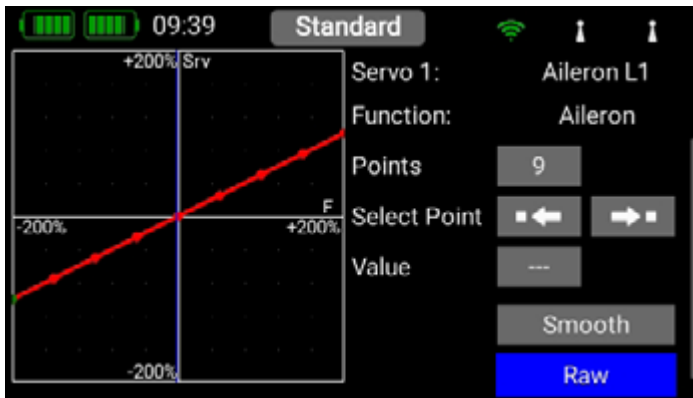 09:39 Standard
+200% Srv
Servo 1: Aileron L1
Function: Aileron
Points 9
F
-200% +200%
Select Point
Value ---
Smooth
-200%
Raw